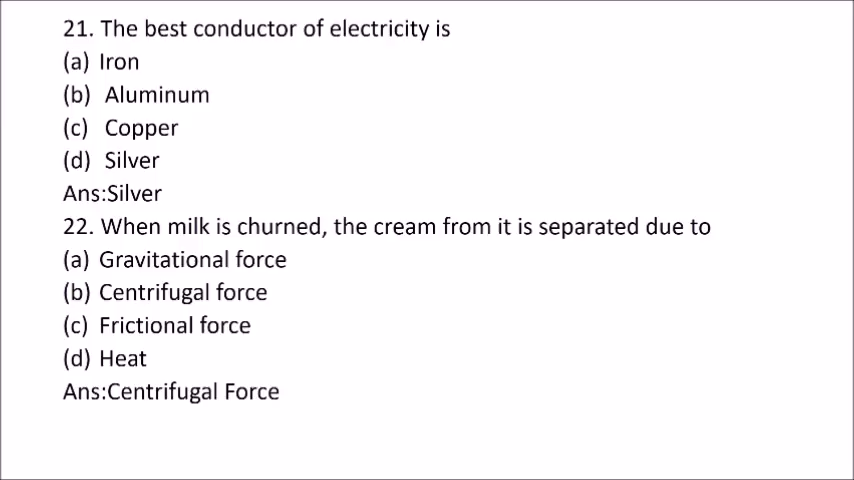 21. The best conductor of electricity is
(a) Iron
(b) Aluminum
(c) Copper
(d) Silver
Ans:Silver
22. When milk is churned, the cream from it is separated due to
(a) Gravitational force
(b) Centrifugal force
(c) Frictional force
(d) Heat
Ans:Centrifugal Force